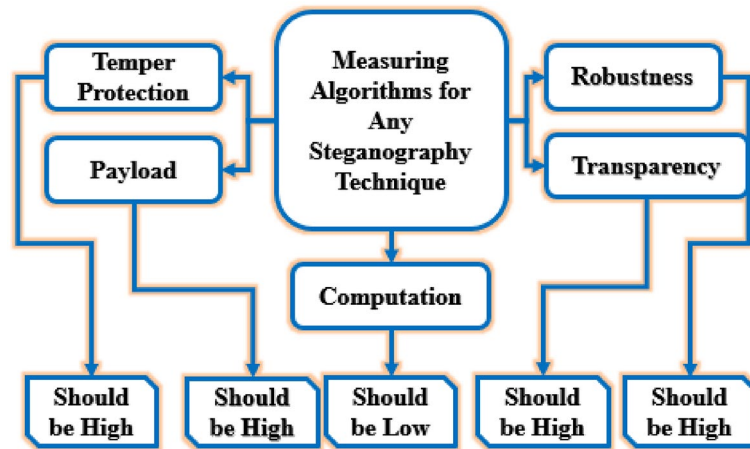 Temper
Protection
Payload
Measuring
Algorithms for
Any
Steganography
Technique
Robustness
Transparency
Computation
Should
be High
Should
be High
Should
be Low
Should
be High
Should
be High